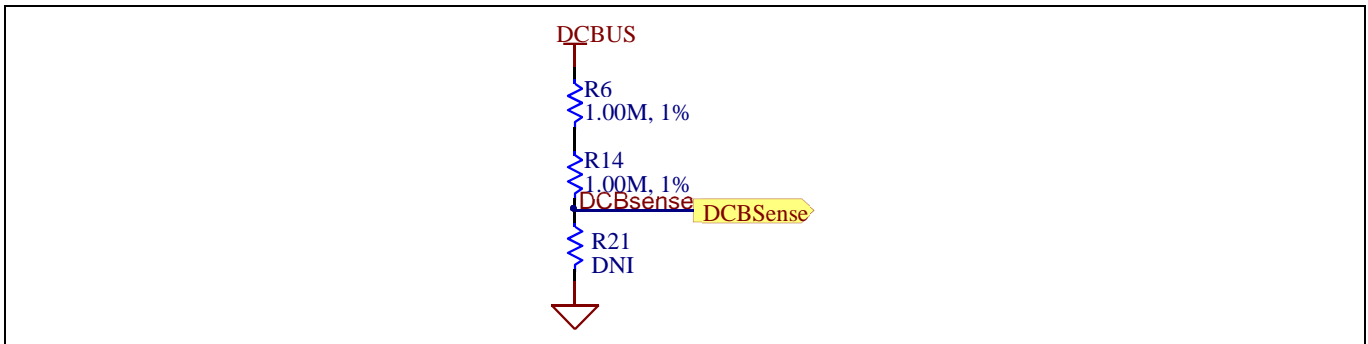 DCBUS
R6
1.00M, 1%
R14
1.00M, 1%
DCBsense
DCBSense
R21
DNI